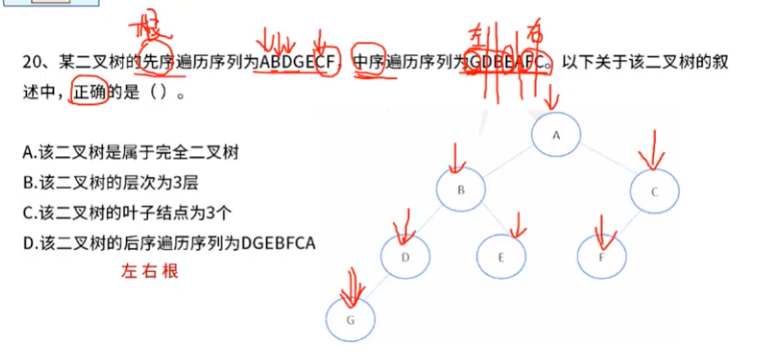 根
左 右
20、某二叉树的先序遍历序列为ABDGECF，中序遍历序列为GDBEAFC。以下关于该二叉树的叙
述中，正确的是（）。
A.该二叉树是属于完全二叉树
B.该二叉树的层次为3层
C.该二叉树的叶子结点为3个
D.该二叉树的后序遍历序列为DGEBFCA
左 右 根
A
B C
D E F
G